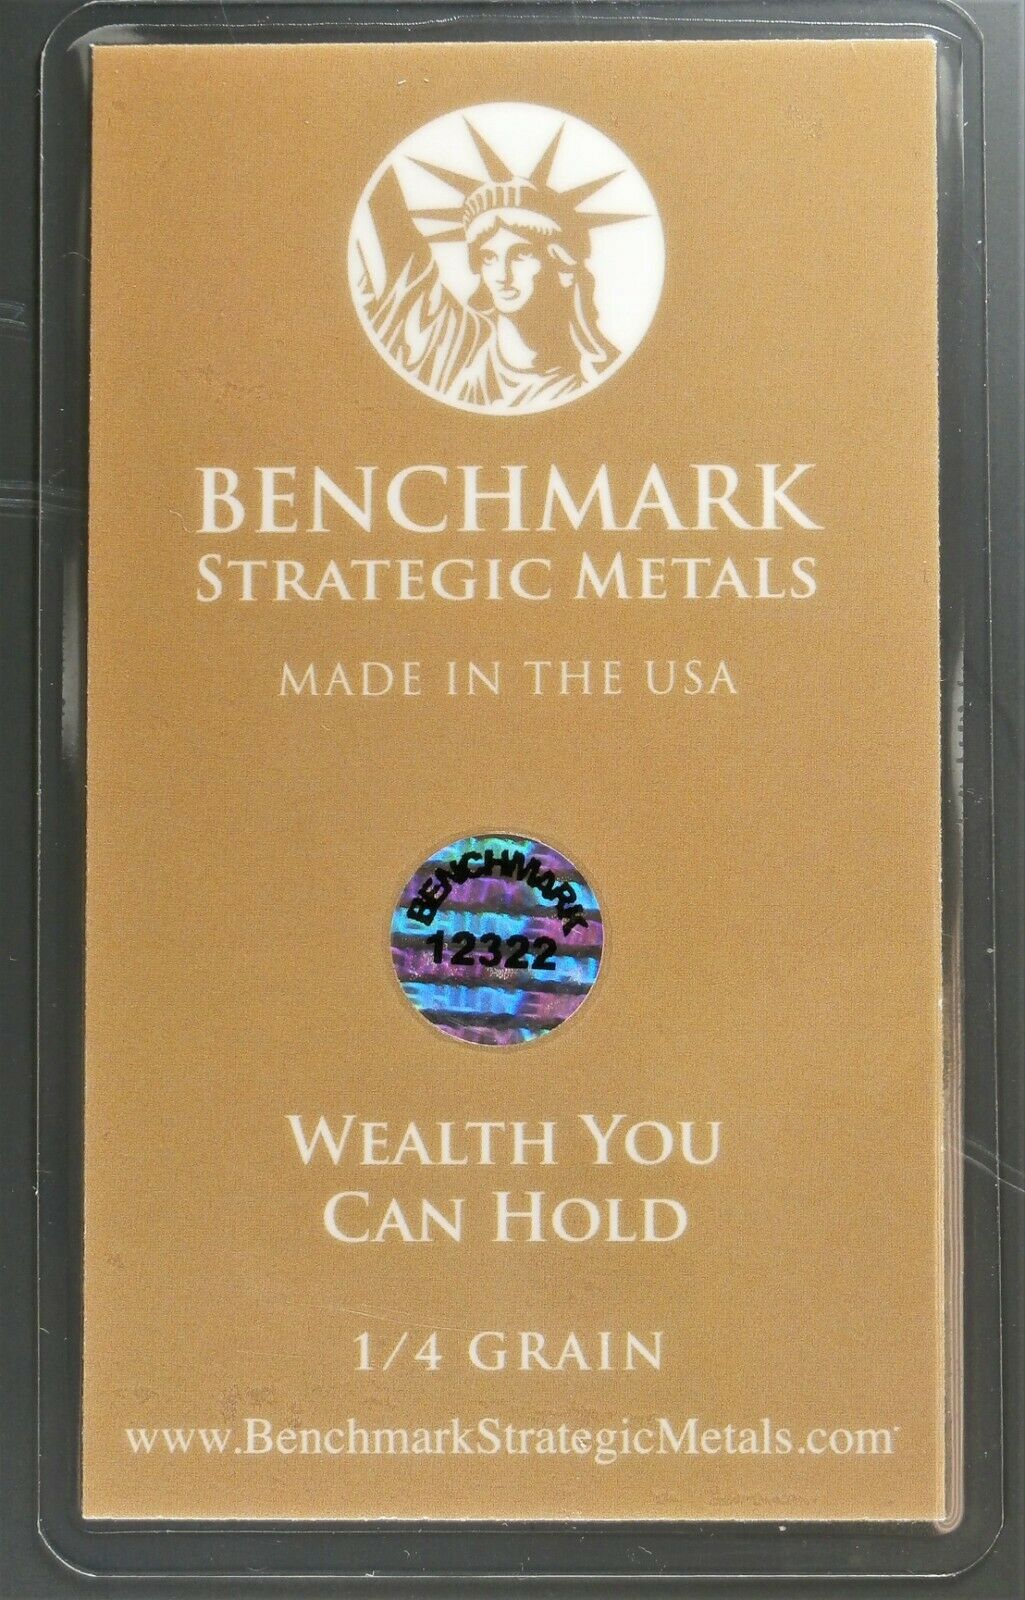 BENCHMARK
STRATEGIC METALS
MADE IN THE USA
BENCHMARK
12322
WEALTH YOU
CAN HOLD
1/4 GRAIN
www.BenchmarkStrategicMetals.com